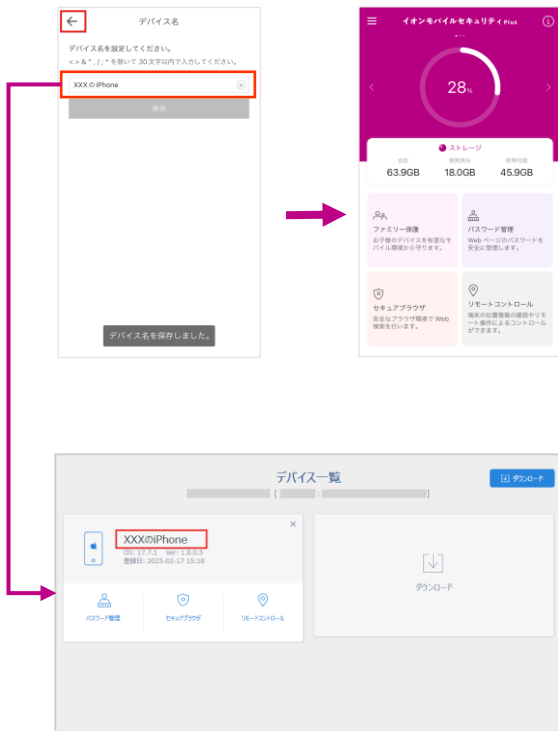 デバイス名
デバイス名を設定してください。
< > & " , / ; * を除いて 30文字以内で入力してください。
XXX の iPhone
保存
デバイス名を保存しました。
イオンモバイルセキュリティ Plus
28%
ストレージ
合計 使用済み 使用可能
63.9GB 18.0GB 45.9GB
ファミリー保護
お子様のデバイスを有害なモ
バイル環境から守ります。
パスワード管理
Web ページのパスワードを
安全に管理します。
セキュアブラウザ
安全なブラウザ環境で Web
検索を行います。
リモートコントロール
端末の位置情報の確認やリモ
ート操作によるコントロール
ができます。
デバイス一覧
ダウンロード
[ : ]
XXXのiPhone
OS: 17.7.1 Ver: 1.8.0.5
登録日: 2025-02-17 15:18
パスワード管理 セキュアブラウザ リモートコントロール
ダウンロード